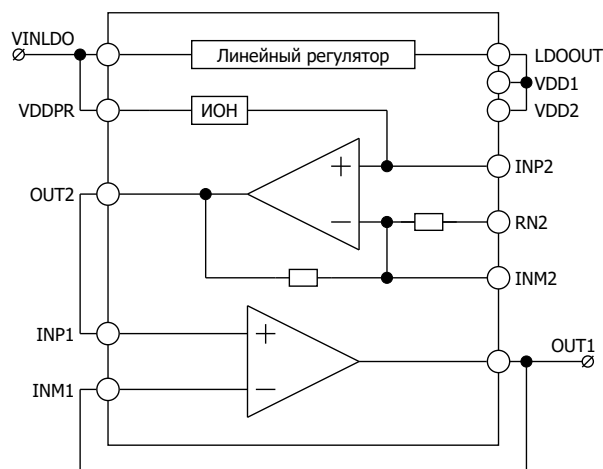 VINLDO
Линейный регулятор
LDOOUT
VDD1
VDDPR
ИОН
VDD2
+
INP2
OUT2
−
RN2
INM2
INP1
+
OUT1
INM1
−